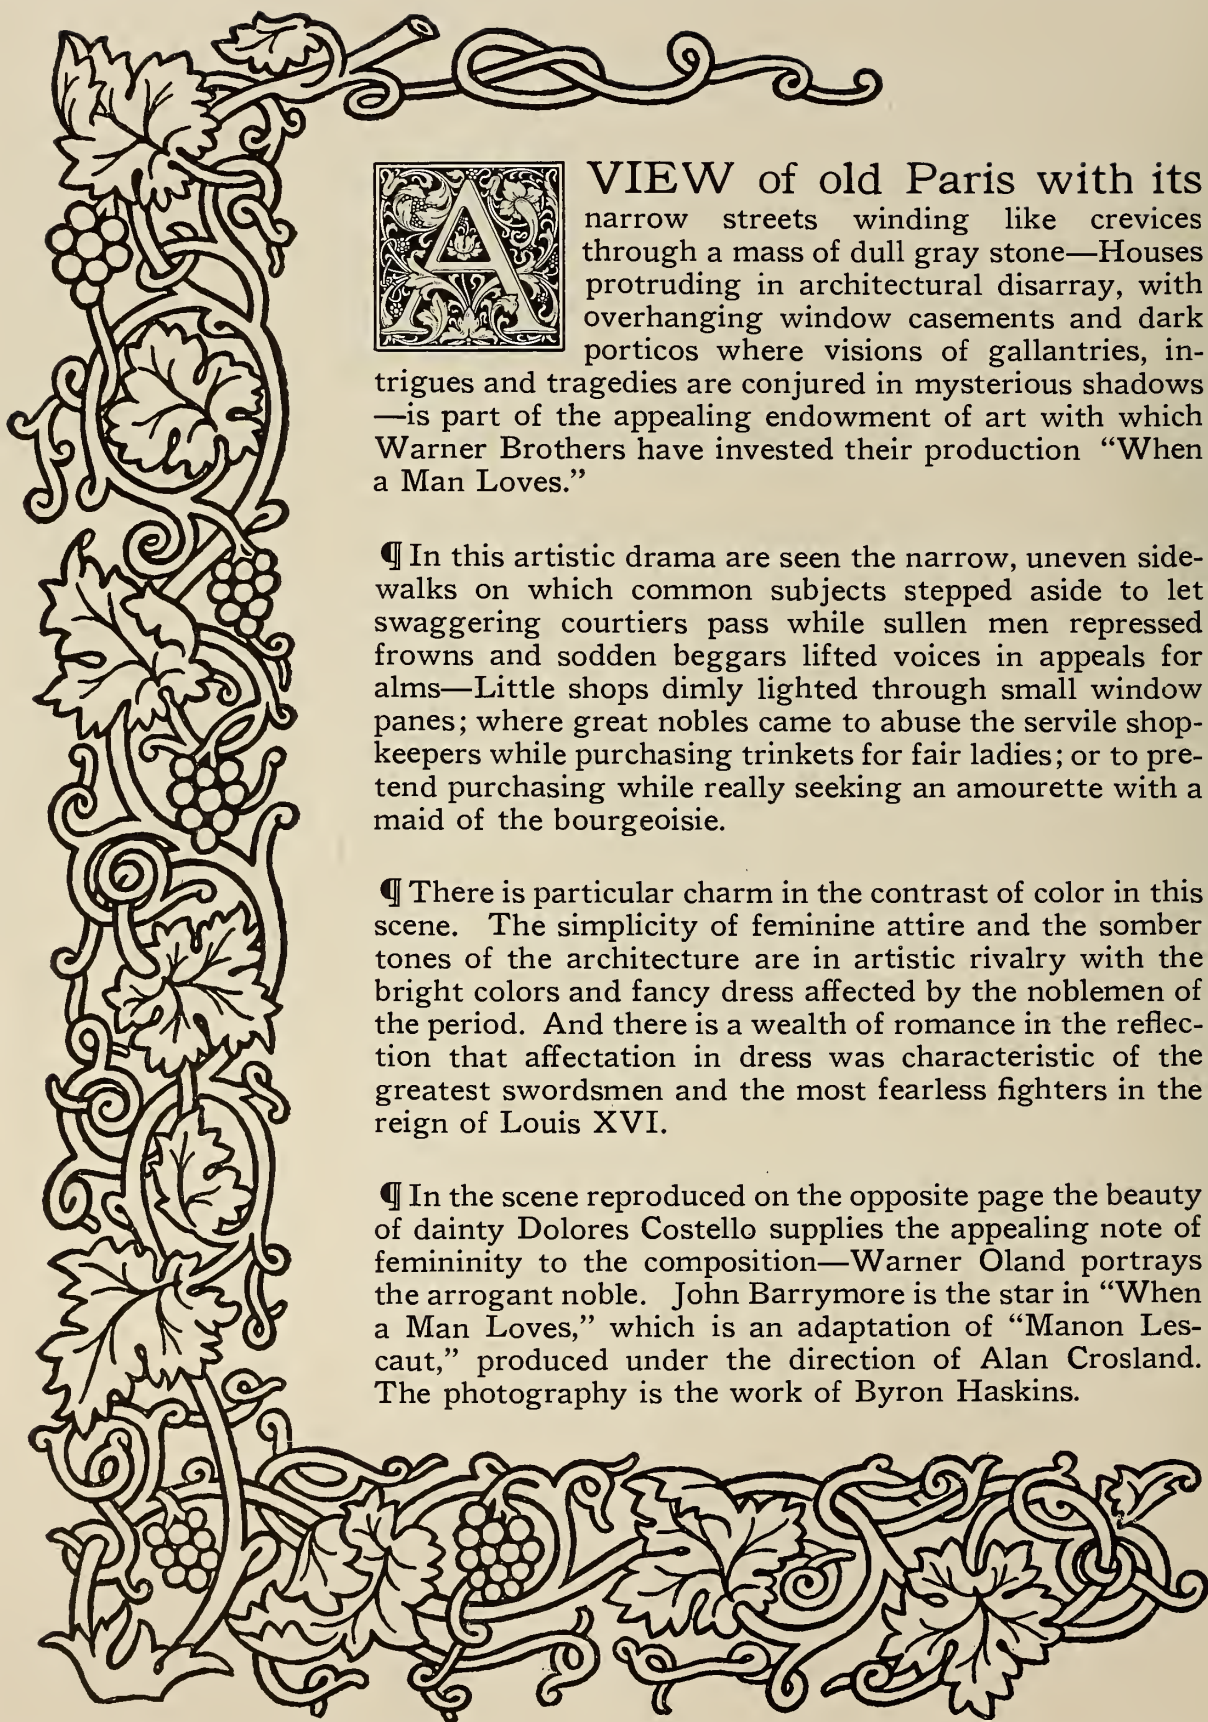 A VIEW of old Paris with its
narrow streets winding like crevices
through a mass of dull gray stone—Houses
protruding in architectural disarray, with
overhanging window casements and dark
porticos where visions of gallantries, in-
trigues and tragedies are conjured in mysterious shadows
—is part of the appealing endowment of art with which
Warner Brothers have invested their production “When
a Man Loves.”
¶ In this artistic drama are seen the narrow, uneven side-
walks on which common subjects stepped aside to let
swaggering courtiers pass while sullen men repressed
frowns and sodden beggars lifted voices in appeals for
alms—Little shops dimly lighted through small window
panes; where great nobles came to abuse the servile shop-
keepers while purchasing trinkets for fair ladies; or to pre-
tend purchasing while really seeking an amourette with a
maid of the bourgeoisie.
¶ There is particular charm in the contrast of color in this
scene. The simplicity of feminine attire and the somber
tones of the architecture are in artistic rivalry with the
bright colors and fancy dress affected by the noblemen of
the period. And there is a wealth of romance in the reflec-
tion that affectation in dress was characteristic of the
greatest swordsmen and the most fearless fighters in the
reign of Louis XVI.
¶ In the scene reproduced on the opposite page the beauty
of dainty Dolores Costello supplies the appealing note of
femininity to the composition—Warner Oland portrays
the arrogant noble. John Barrymore is the star in “When
a Man Loves,” which is an adaptation of “Manon Les-
caut,” produced under the direction of Alan Crosland.
The photography is the work of Byron Haskins.